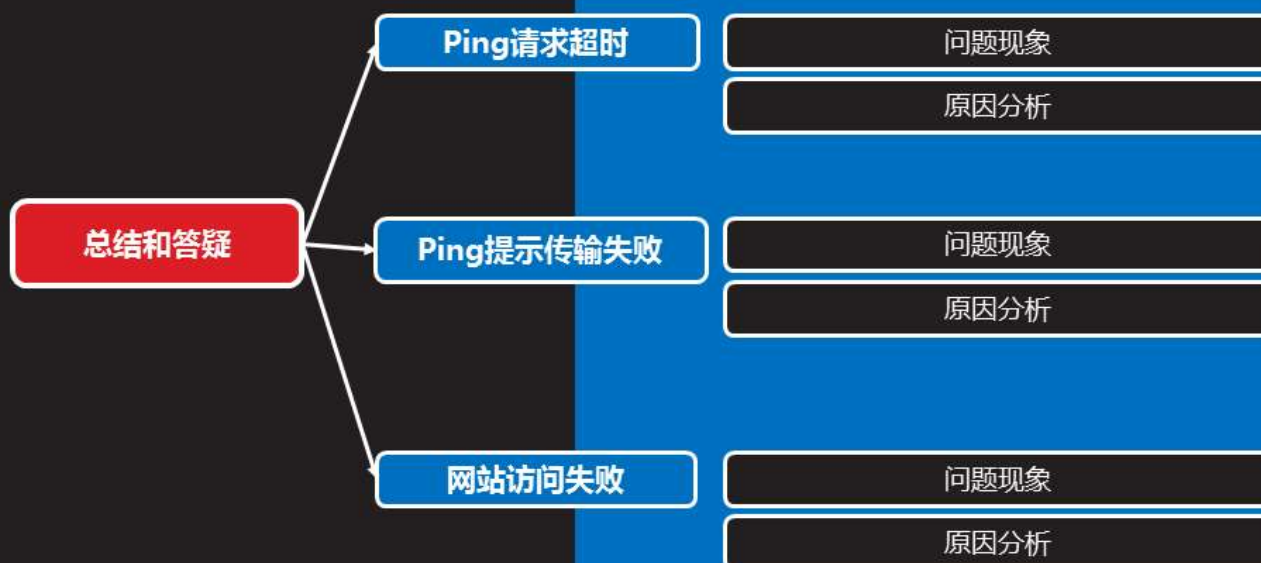 Ping请求超时
问题现象
原因分析
总结和答疑
Ping提示传输失败
问题现象
原因分析
网站访问失败
问题现象
原因分析